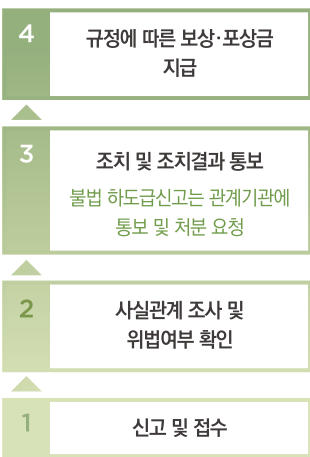 4
규정에 따른 보상·포상금
지급
3
조치 및 조치결과 통보
불법 하도급신고는 관계기관에
통보 및 처분 요청
2
사실관계 조사 및
위법여부 확인
1
신고 및 접수